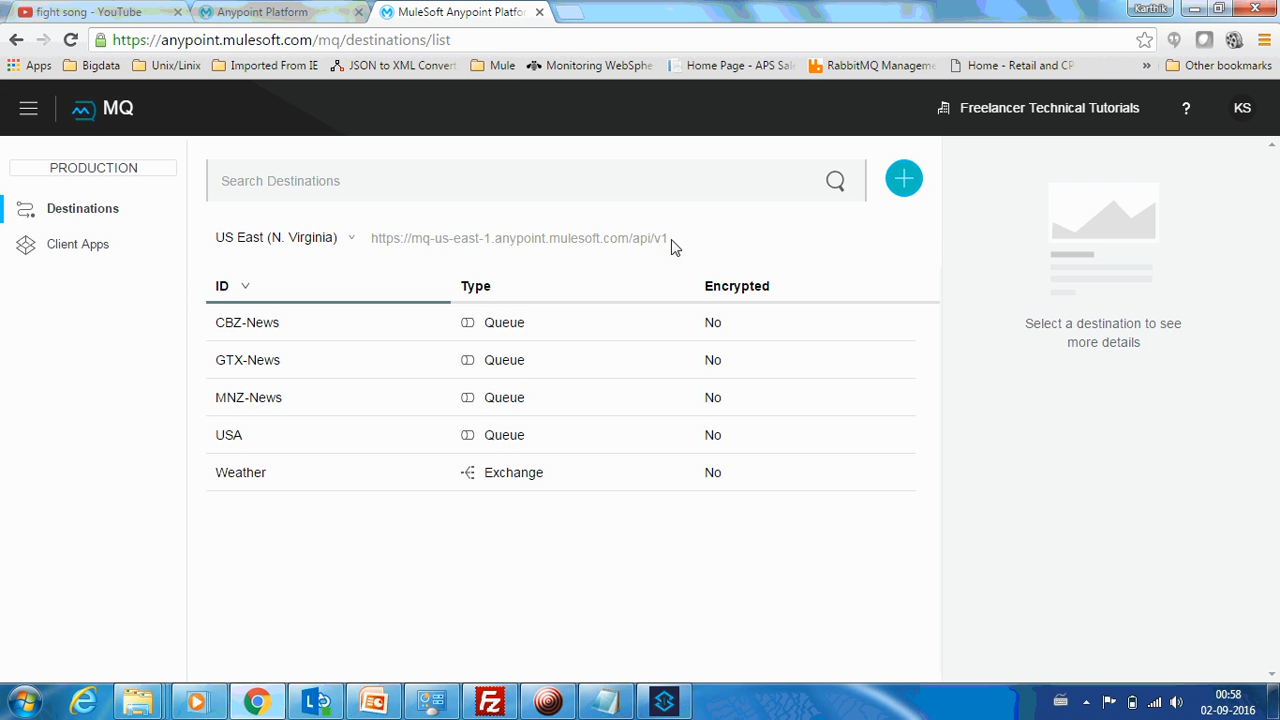 fight song - YouTube
Anypoint Platform
MuleSoft Anypoint Platfo
Karthik
https://anypoint.mulesoft.com/mq/destinations/list
Apps
Bigdata
Unix/Linix
Imported From IE
JSON to XML Convert
Mule
Monitoring WebSphe
Home Page - APS Sale
RabbitMQ Manageme
Home - Retail and CP
»
Other bookmarks
MQ
Freelancer Technical Tutorials
?
KS
PRODUCTION
Destinations
Client Apps
Search Destinations
US East (N. Virginia)
https://mq-us-east-1.anypoint.mulesoft.com/api/v1
ID Type Encrypted
CBZ-News Queue No
GTX-News Queue No
MNZ-News Queue No
USA Queue No
Weather Exchange No
Select a destination to see
more details
00:58
02-09-2016